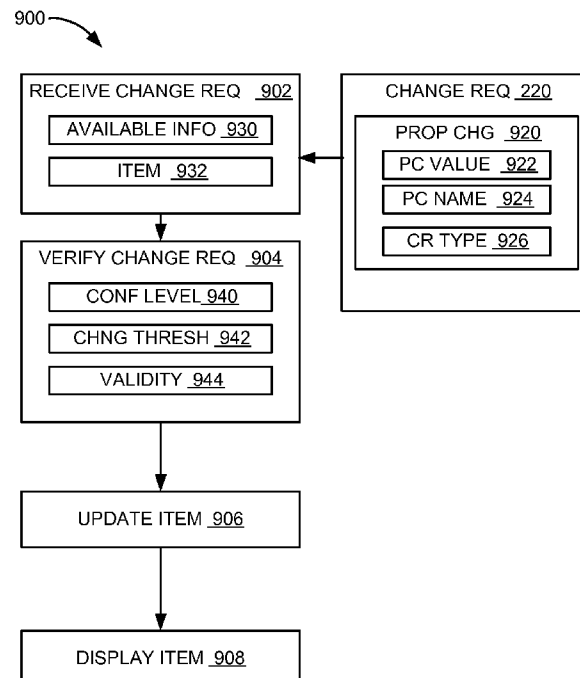 900
RECEIVE CHANGE REQ 902
AVAILABLE INFO 930
ITEM 932
CHANGE REQ 220
PROP CHG 920
PC VALUE 922
PC NAME 924
CR TYPE 926
VERIFY CHANGE REQ 904
CONF LEVEL 940
CHNG THRESH 942
VALIDITY 944
UPDATE ITEM 906
DISPLAY ITEM 908